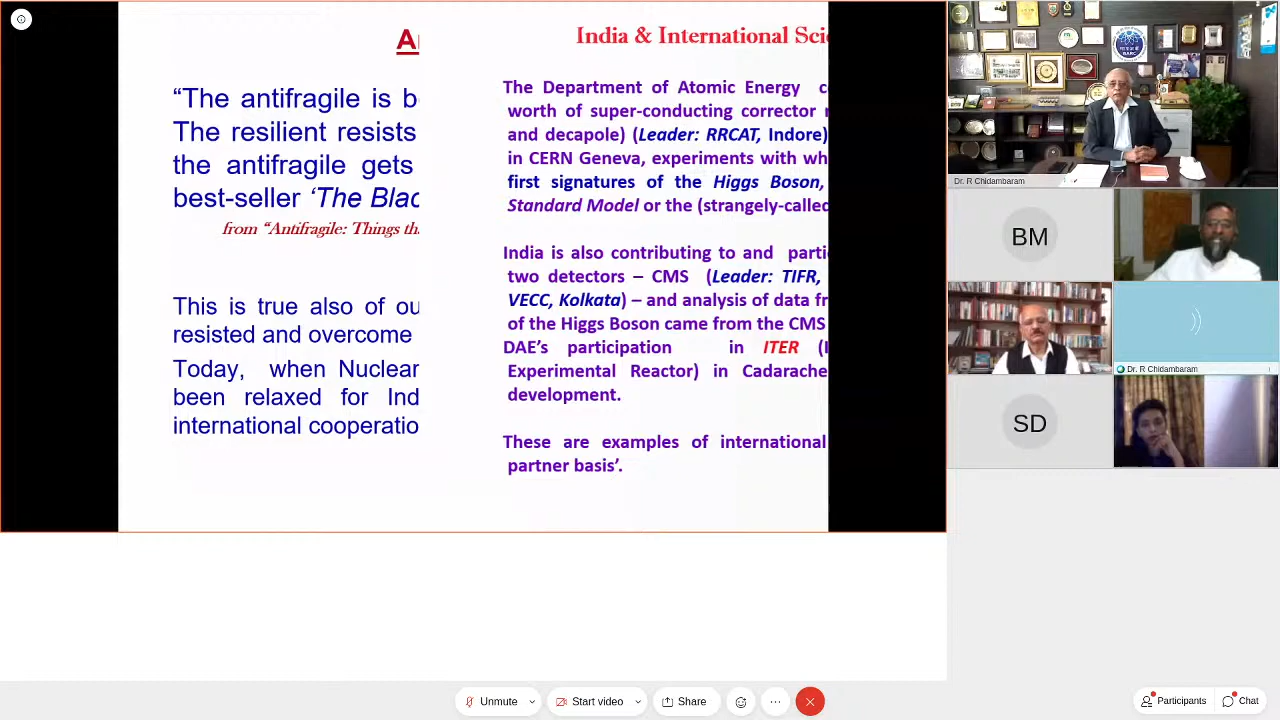 A
“The antifragile is b
The resilient resists
the antifragile gets
best-seller ‘The Blac
from “Antifragile: Things th
This is true also of ou
resisted and overcome
Today, when Nuclear
been relaxed for Ind
international cooperatio
India & International Sci
The Department of Atomic Energy c
worth of super-conducting corrector
and decapole) (Leader: RRCAT, Indore)
in CERN Geneva, experiments with wh
first signatures of the Higgs Boson,
Standard Model or the (strangely-called
India is also contributing to and parti
two detectors – CMS (Leader: TIFR,
VECC, Kolkata) – and analysis of data fr
of the Higgs Boson came from the CMS
DAE’s participation in ITER (I
Experimental Reactor) in Cadarache
development.
These are examples of international
partner basis’.
BARC
Dr. R Chidambaram
BM
Dr. R Chidambaram
SD
Unmute
Start video
Share
Participants
Chat